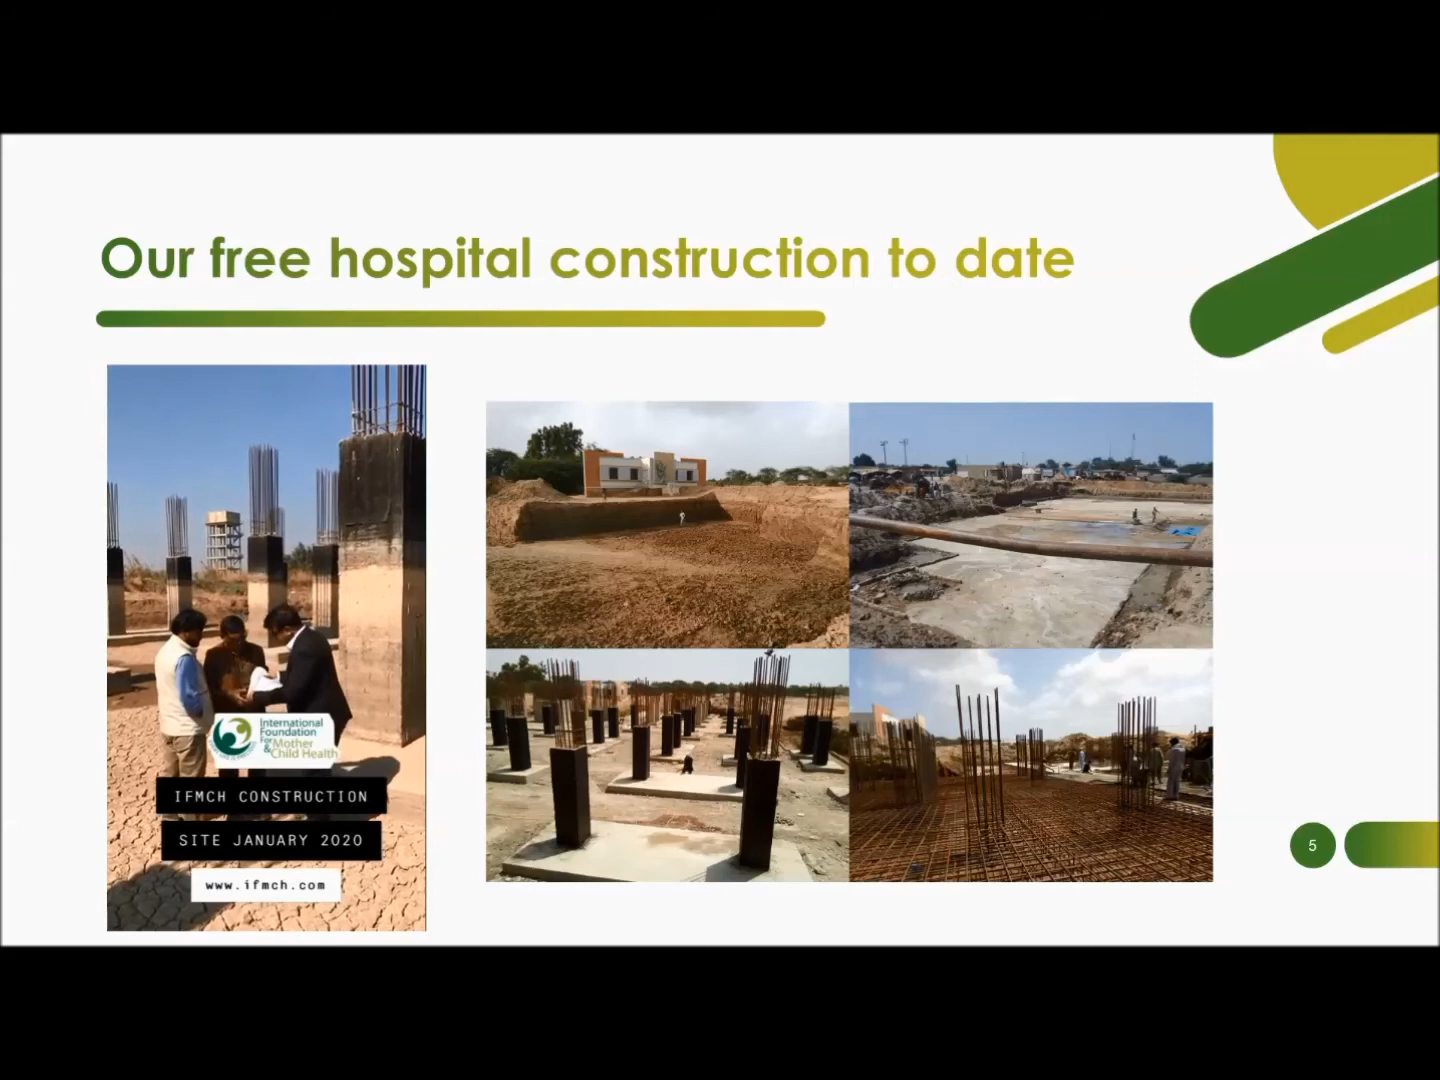 Our free hospital construction to date
International
Foundation
For Mother
& Child Health
IFMCH CONSTRUCTION
SITE JANUARY 2020
www.ifmch.com
5